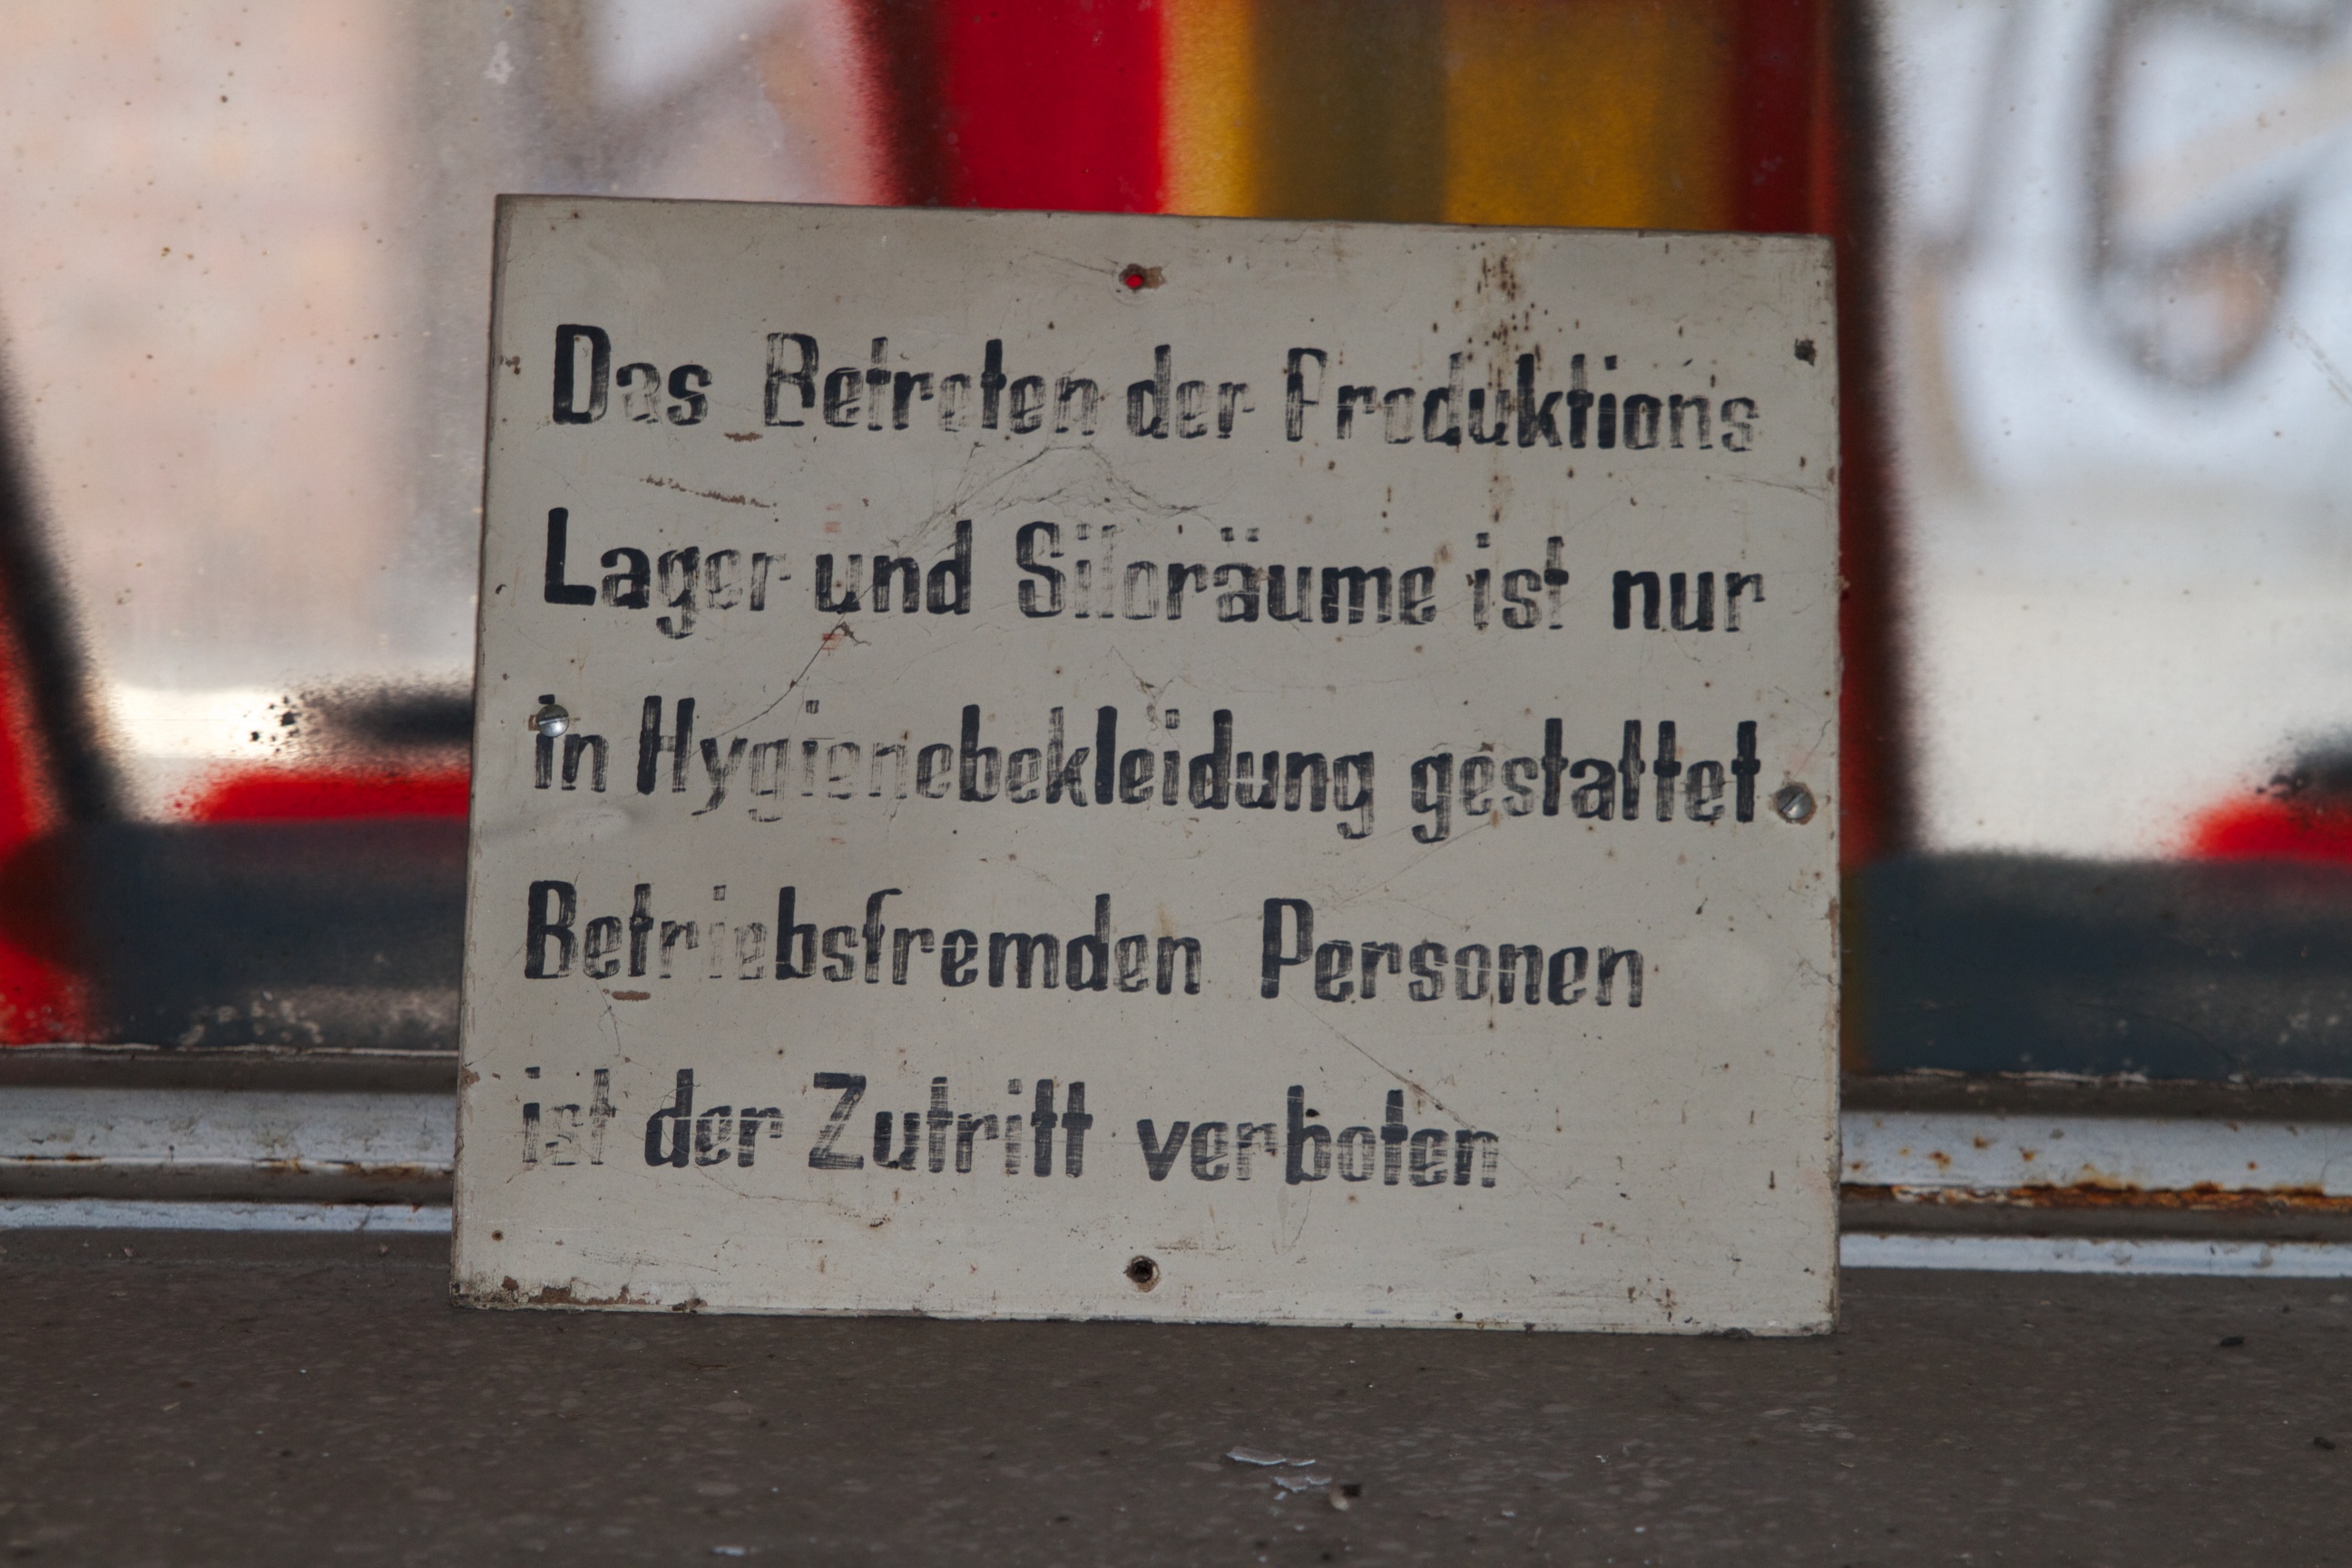 Das Betreten der Produktions
Lager und Siloräume ist nur
in Hygienebekleidung gestattet
Betriebsfremden Personen
ist der Zutritt verboten